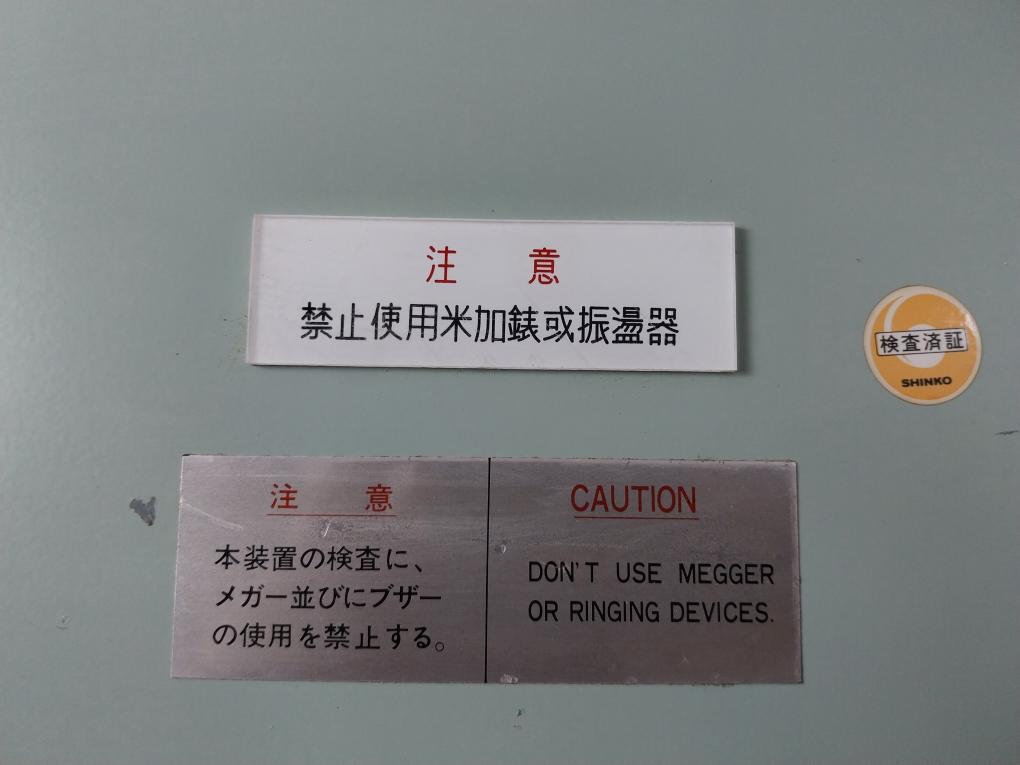 注 意
禁止使用米加錶或振盪器
検査済証
SHINKO
注 意
本装置の検査に、
メガー並びにブザー
の使用を禁止する。
CAUTION
DON'T USE MEGGER
OR RINGING DEVICES.